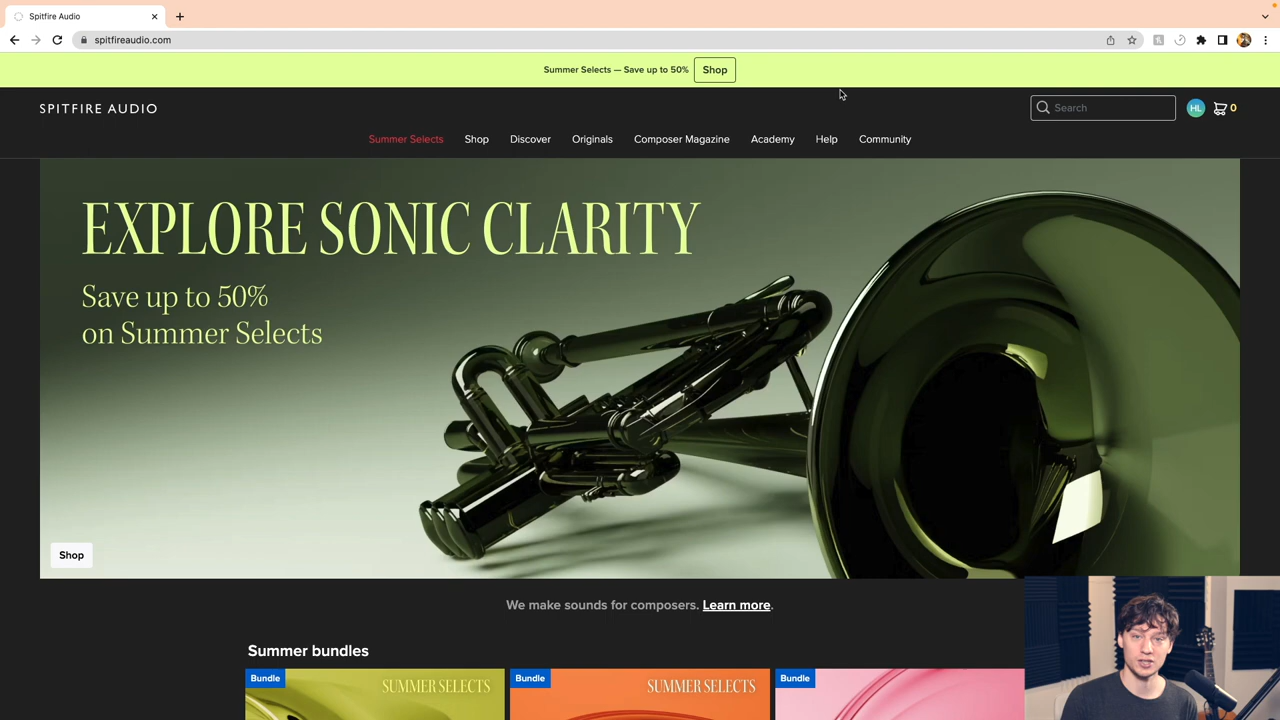 Spitfire Audio
spitfireaudio.com
Summer Selects — Save up to 50% Shop
SPITFIRE AUDIO
Search
HL
0
Summer Selects Shop Discover Originals Composer Magazine Academy Help Community
EXPLORE SONIC CLARITY
Save up to 50%
on Summer Selects
Shop
We make sounds for composers. Learn more.
Summer bundles
Bundle SUMMER SELECTS Bundle SUMMER SELECTS Bundle